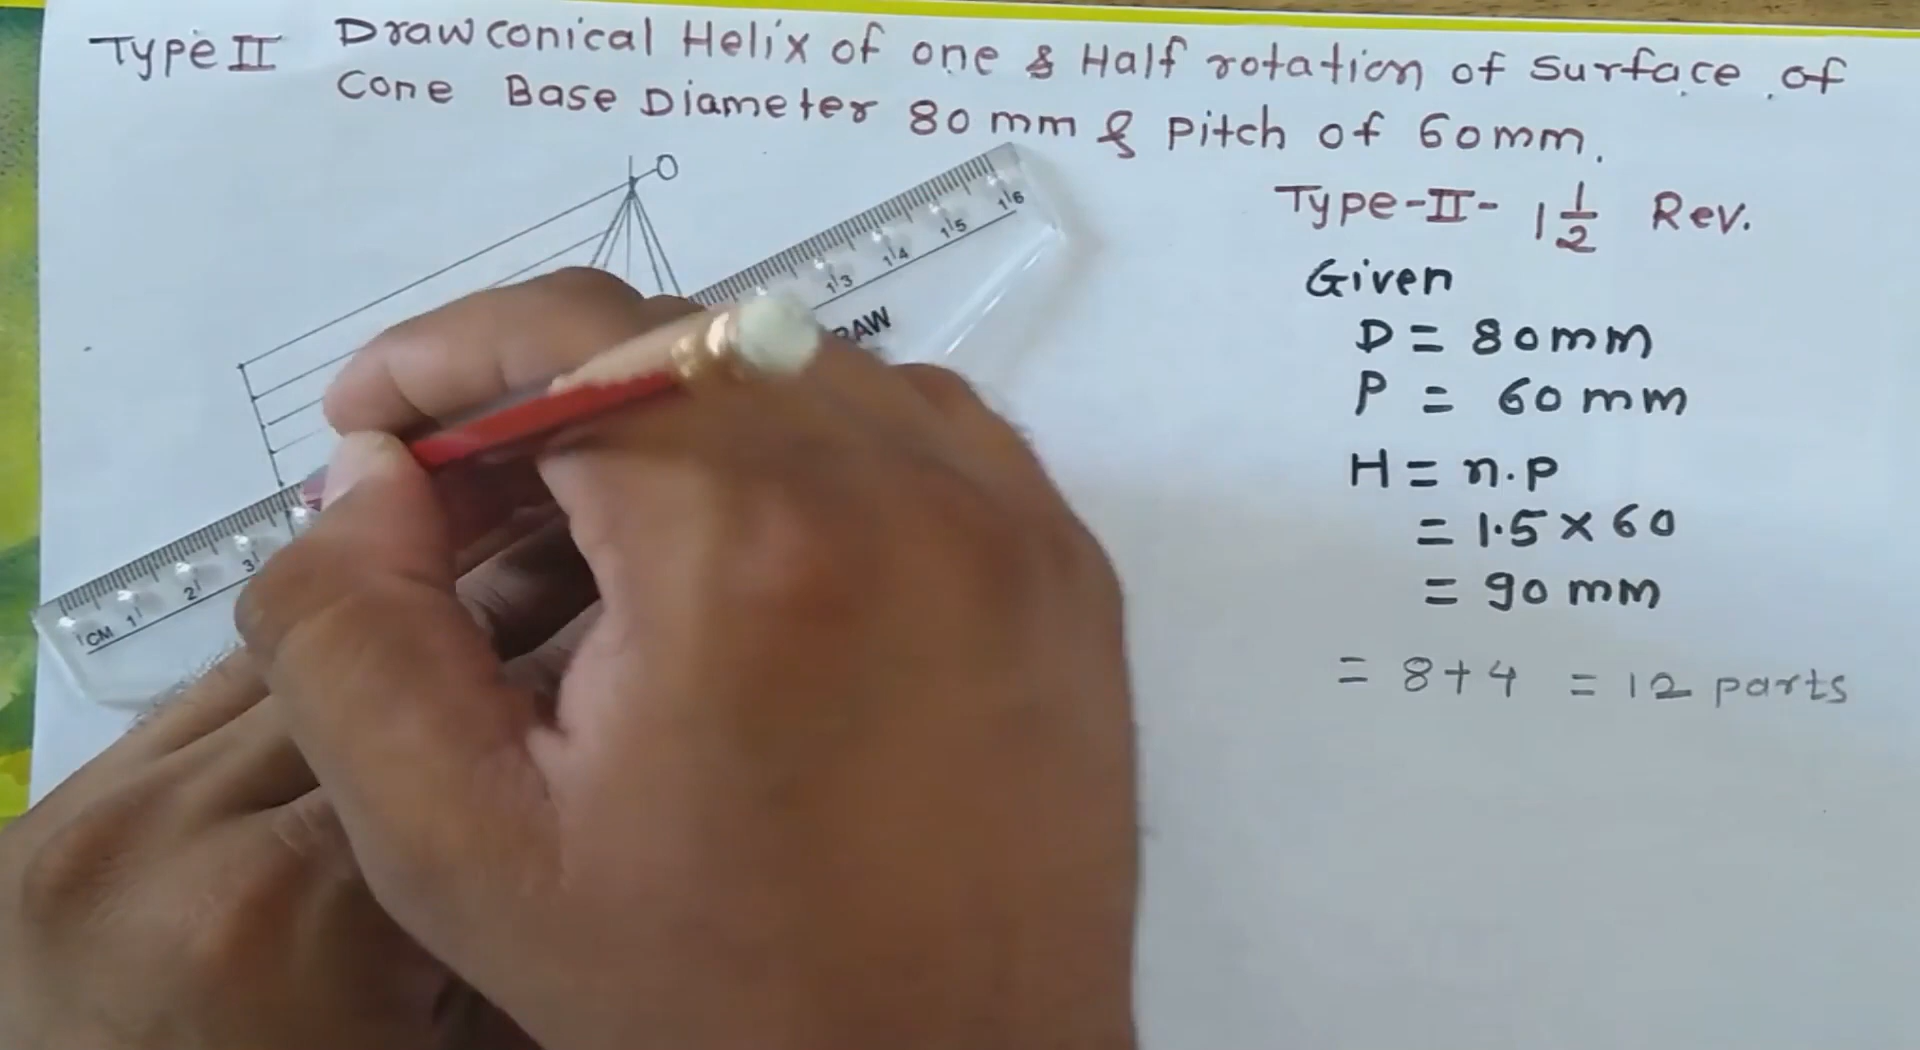 Type II Draw conical Helix of one & Half rotation of surface of
Cone Base Diameter 80 mm & pitch of 60mm.
O
Type-II- 1 1/2 Rev.
Given
D = 80mm
P = 60 mm
H = n.p
= 1.5 x 60
= 90 mm
= 8+4 = 12 parts
CM 1 2 3 13 14 15 16